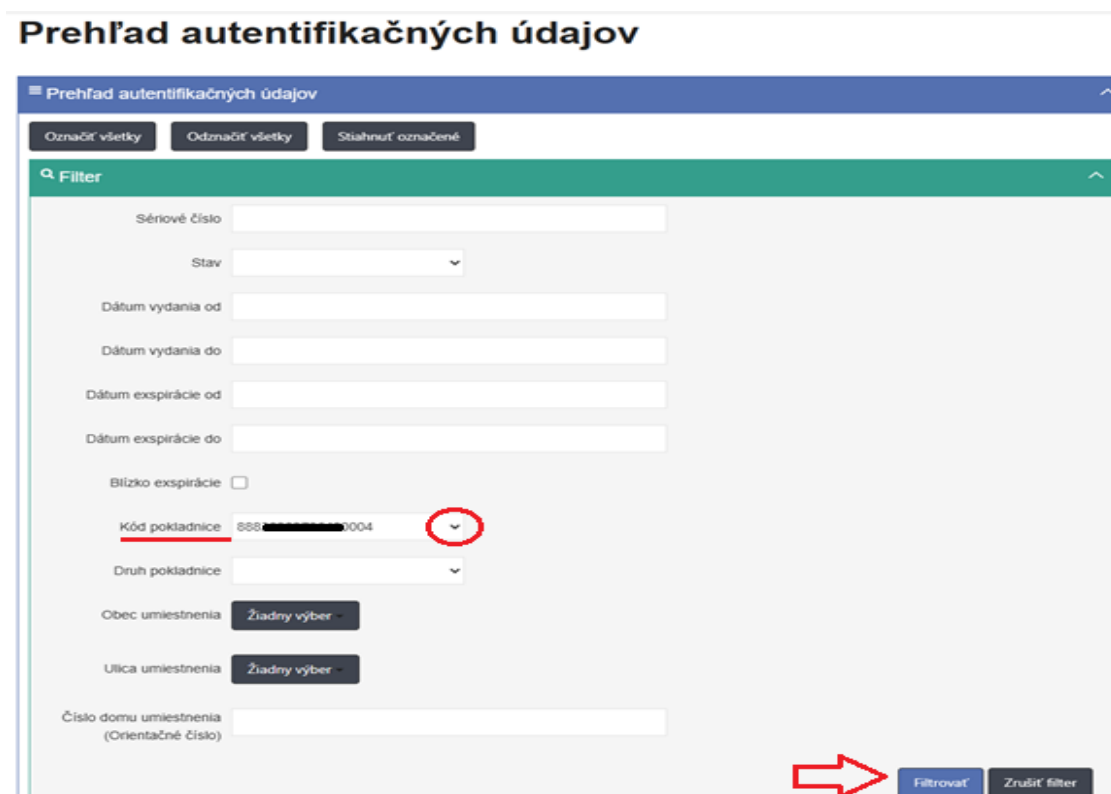 Prehľad autentifikačných údajov
Prehľad autentifikačných údajov
Označiť všetky Odznačiť všetky Stiahnuť označené
Filter
Sériové číslo
Stav
Dátum vydania od
Dátum vydania do
Dátum exspirácie od
Dátum exspirácie do
Blízko exspirácie
Kód pokladnice 888 0004
Druh pokladnice
Obec umiestnenia Žiadny výber
Ulica umiestnenia Žiadny výber
Číslo domu umiestnenia
(Orientačné číslo)
Filtrovať Zrušiť filter